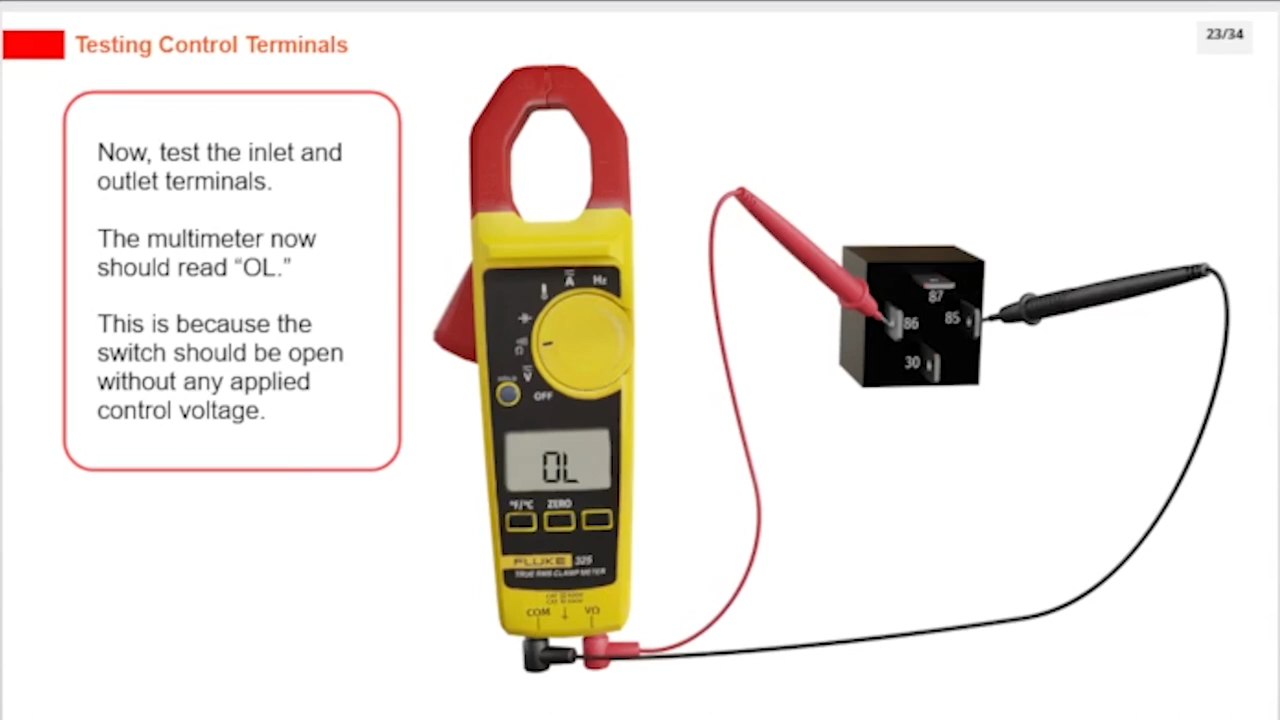 Testing Control Terminals
23/34
Now, test the inlet and
outlet terminals.
The multimeter now
should read “OL.”
This is because the
switch should be open
without any applied
control voltage.
A Hz
Ω
V
HOLD
OFF
OL
°F/°C ZERO
FLUKE 325
TRUE RMS CLAMP METER
COM VΩ
87
86 85
30